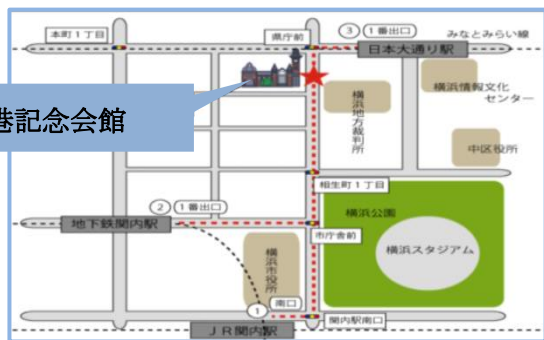 本町1丁目
県庁前
③ 1番出口
みなとみらい線
日本大通り駅
港記念会館
横浜地方裁判所
横浜情報文化
センター
中区役所
相生町1丁目
② 1番出口
地下鉄関内駅
市庁舎前
横浜公園
横浜スタジアム
横浜市役所
① 南口
関内駅南口
JR関内駅